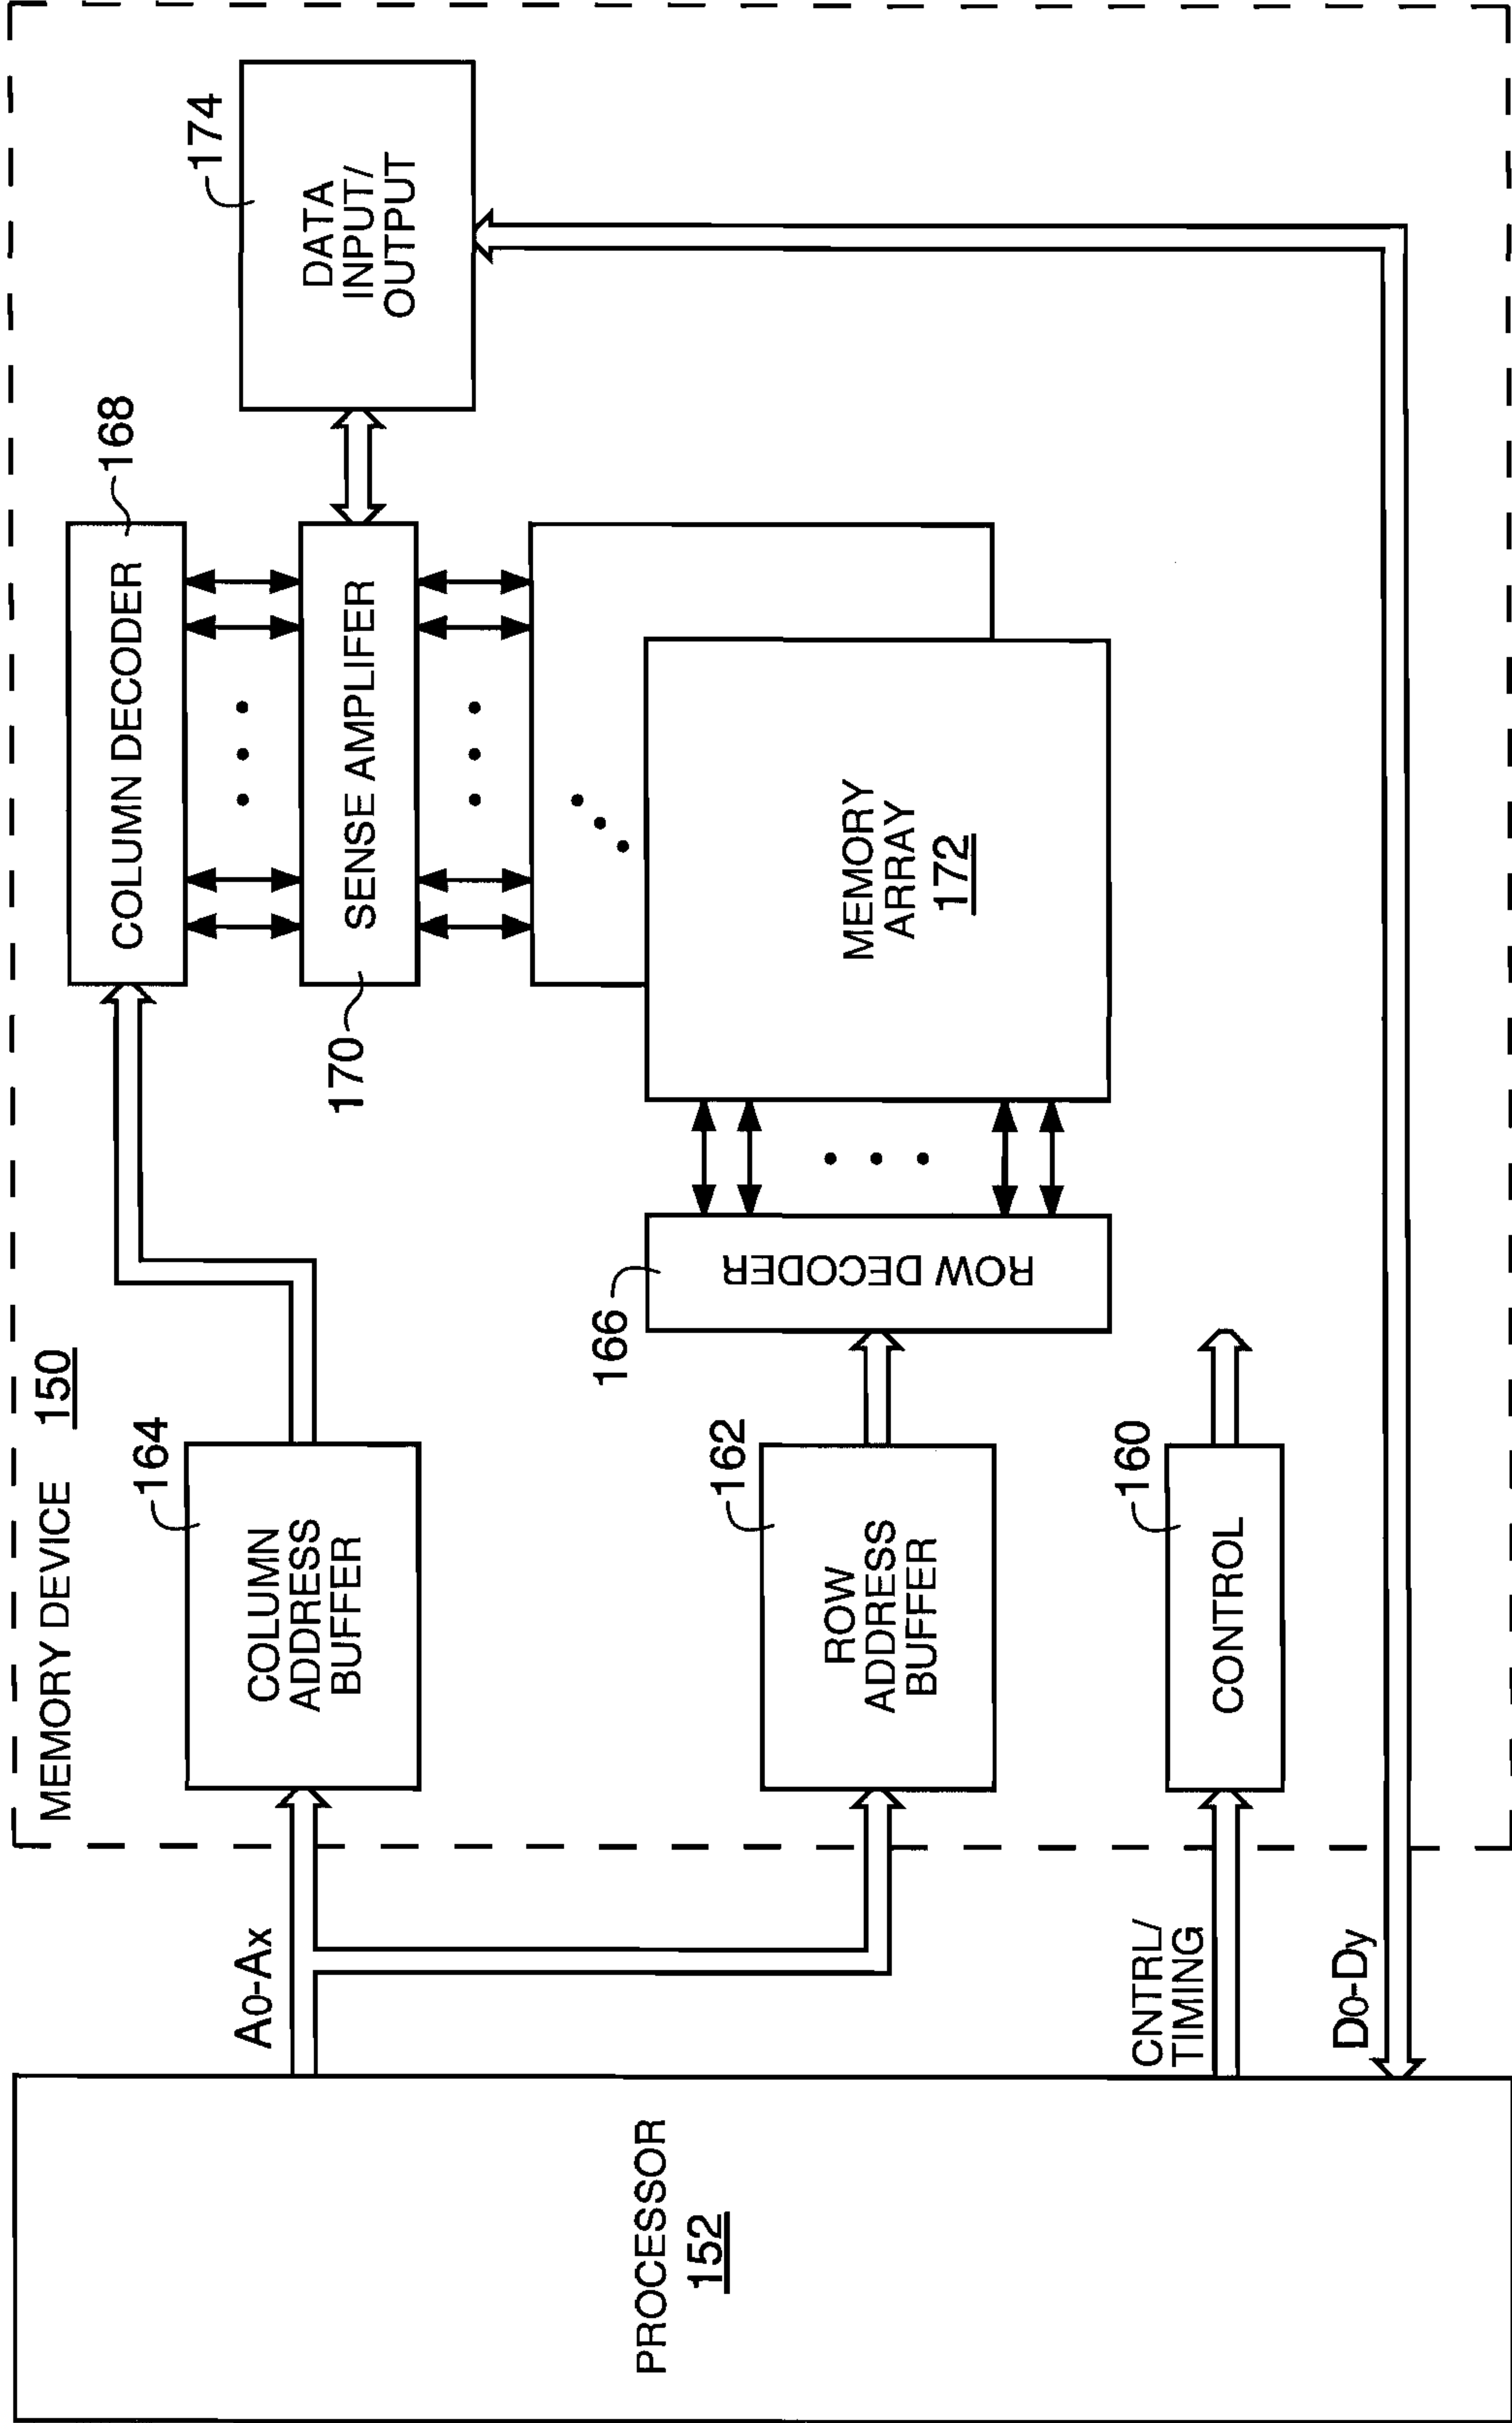 MEMORY DEVICE 150
168
COLUMN DECODER
174
DATA
INPUT/
OUTPUT
164
COLUMN
ADDRESS
BUFFER
170
SENSE AMPLIFER
A0-Ax
166
ROW DECODER
MEMORY
ARRAY
172
PROCESSOR
152
162
ROW
ADDRESS
BUFFER
160
CONTROL
CNTRL/
TIMING
D0-Dy